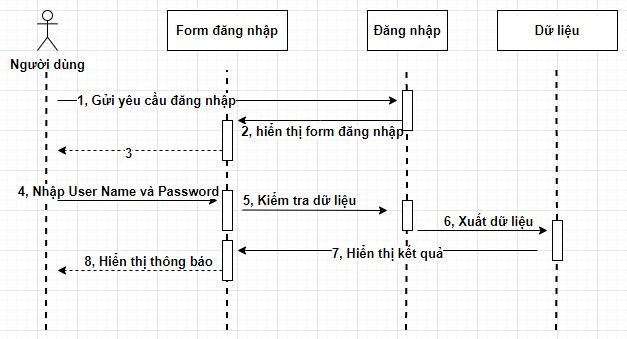 Form đăng nhập
Đăng nhập
Dữ liệu
Người dùng
1, Gửi yêu cầu đăng nhập
2, hiển thị form đăng nhập
3
4, Nhập User Name và Password
5, Kiểm tra dữ liệu
6, Xuất dữ liệu
7, Hiển thị kết quả
8, Hiển thị thông báo